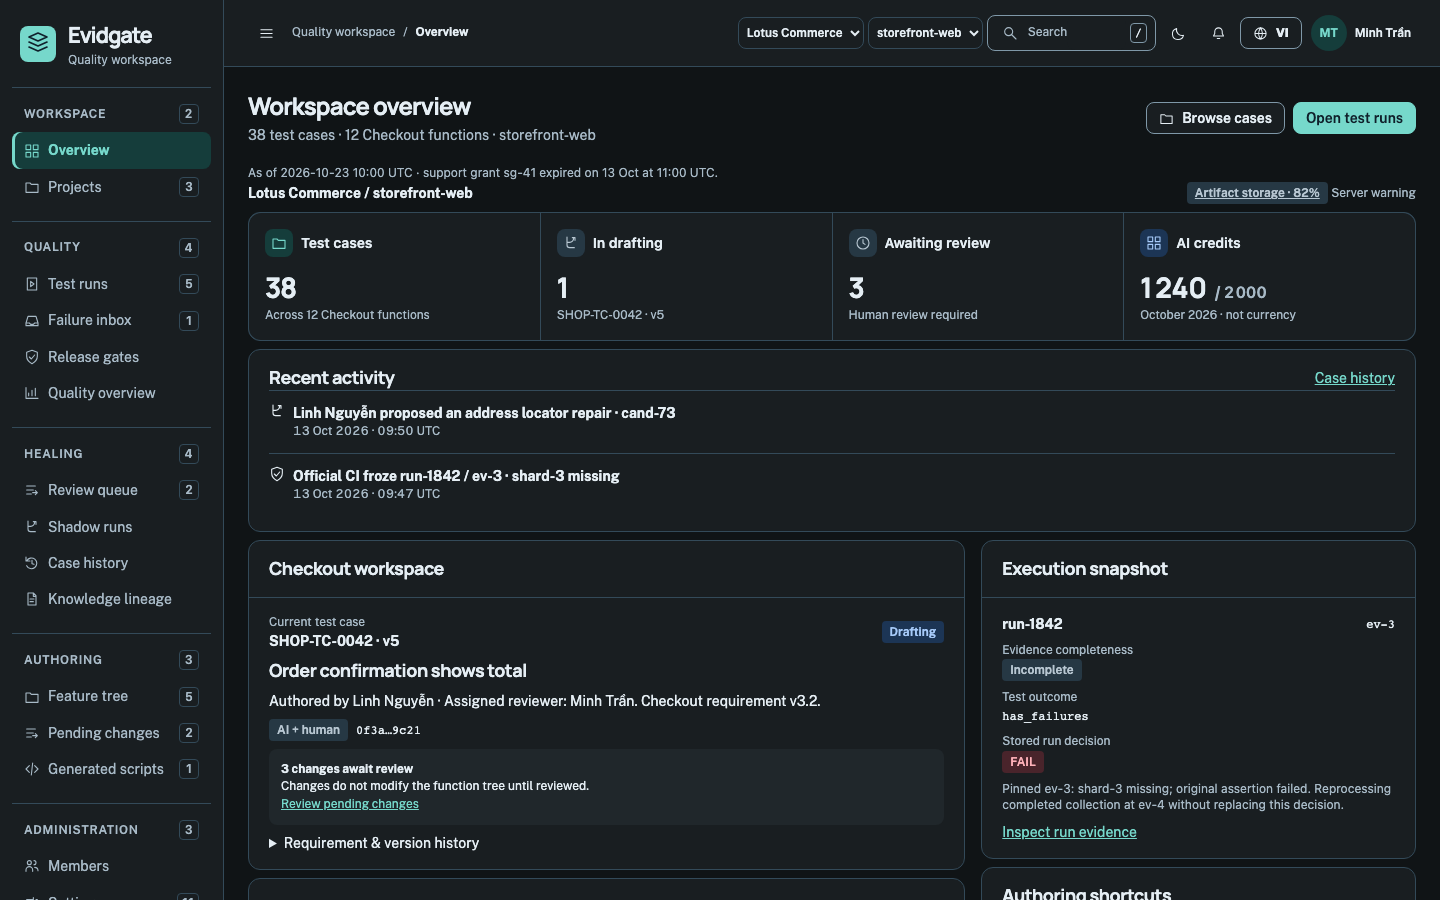 Evidgate
Quality workspace
WORKSPACE 2
Overview
Projects 3
QUALITY 4
Test runs 5
Failure inbox 1
Release gates
Quality overview
HEALING 4
Review queue 2
Shadow runs
Case history
Knowledge lineage
AUTHORING 3
Feature tree 5
Pending changes 2
Generated scripts 1
ADMINISTRATION 3
Members
Quality workspace / Overview
Lotus Commerce
storefront-web
Search /
VI
MT Minh Trần
Workspace overview
38 test cases · 12 Checkout functions · storefront-web
Browse cases
Open test runs
As of 2026-10-23 10:00 UTC · support grant sg-41 expired on 13 Oct at 11:00 UTC.
Lotus Commerce / storefront-web
Artifact storage · 82% Server warning
Test cases
38
Across 12 Checkout functions
In drafting
1
SHOP-TC-0042 · v5
Awaiting review
3
Human review required
AI credits
1 240 / 2 000
October 2026 · not currency
Recent activity
Case history
Linh Nguyễn proposed an address locator repair · cand-73
13 Oct 2026 · 09:50 UTC
Official CI froze run-1842 / ev-3 · shard-3 missing
13 Oct 2026 · 09:47 UTC
Checkout workspace
Current test case
SHOP-TC-0042 · v5
Drafting
Order confirmation shows total
Authored by Linh Nguyễn · Assigned reviewer: Minh Trần. Checkout requirement v3.2.
AI + human 0f3a…9c21
3 changes await review
Changes do not modify the function tree until reviewed.
Review pending changes
Requirement & version history
Execution snapshot
run-1842 ev-3
Evidence completeness
Incomplete
Test outcome
has_failures
Stored run decision
FAIL
Pinned ev-3: shard-3 missing; original assertion failed. Reprocessing
completed collection at ev-4 without replacing this decision.
Inspect run evidence
Authoring shortcuts